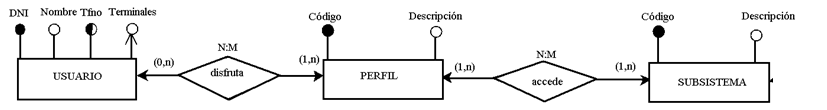 DNI Nombre Tfno Terminales Código Descripción Código Descripción
N:M N:M
(0,n) disfruta (1,n) (1,n) accede (1,n)
USUARIO PERFIL SUBSISTEMA